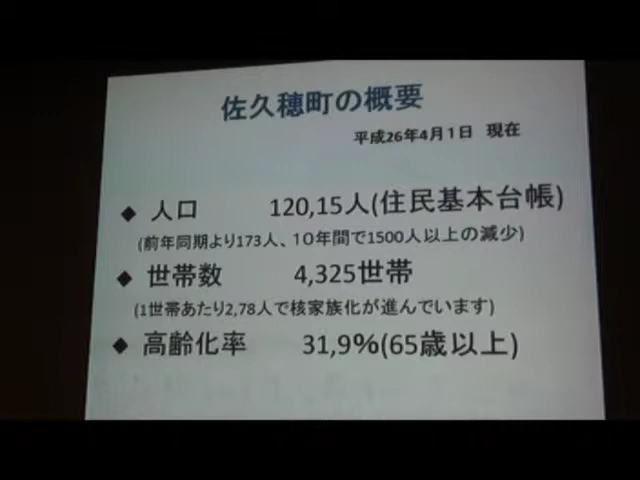 佐久穂町の概要
平成26年4月1日 現在
◆ 人口 120,15人(住民基本台帳)
(前年同期より173人、10年間で1500人以上の減少)
◆ 世帯数 4,325世帯
(1世帯あたり2,78人で核家族化が進んでいます)
◆ 高齢化率 31,9%(65歳以上)